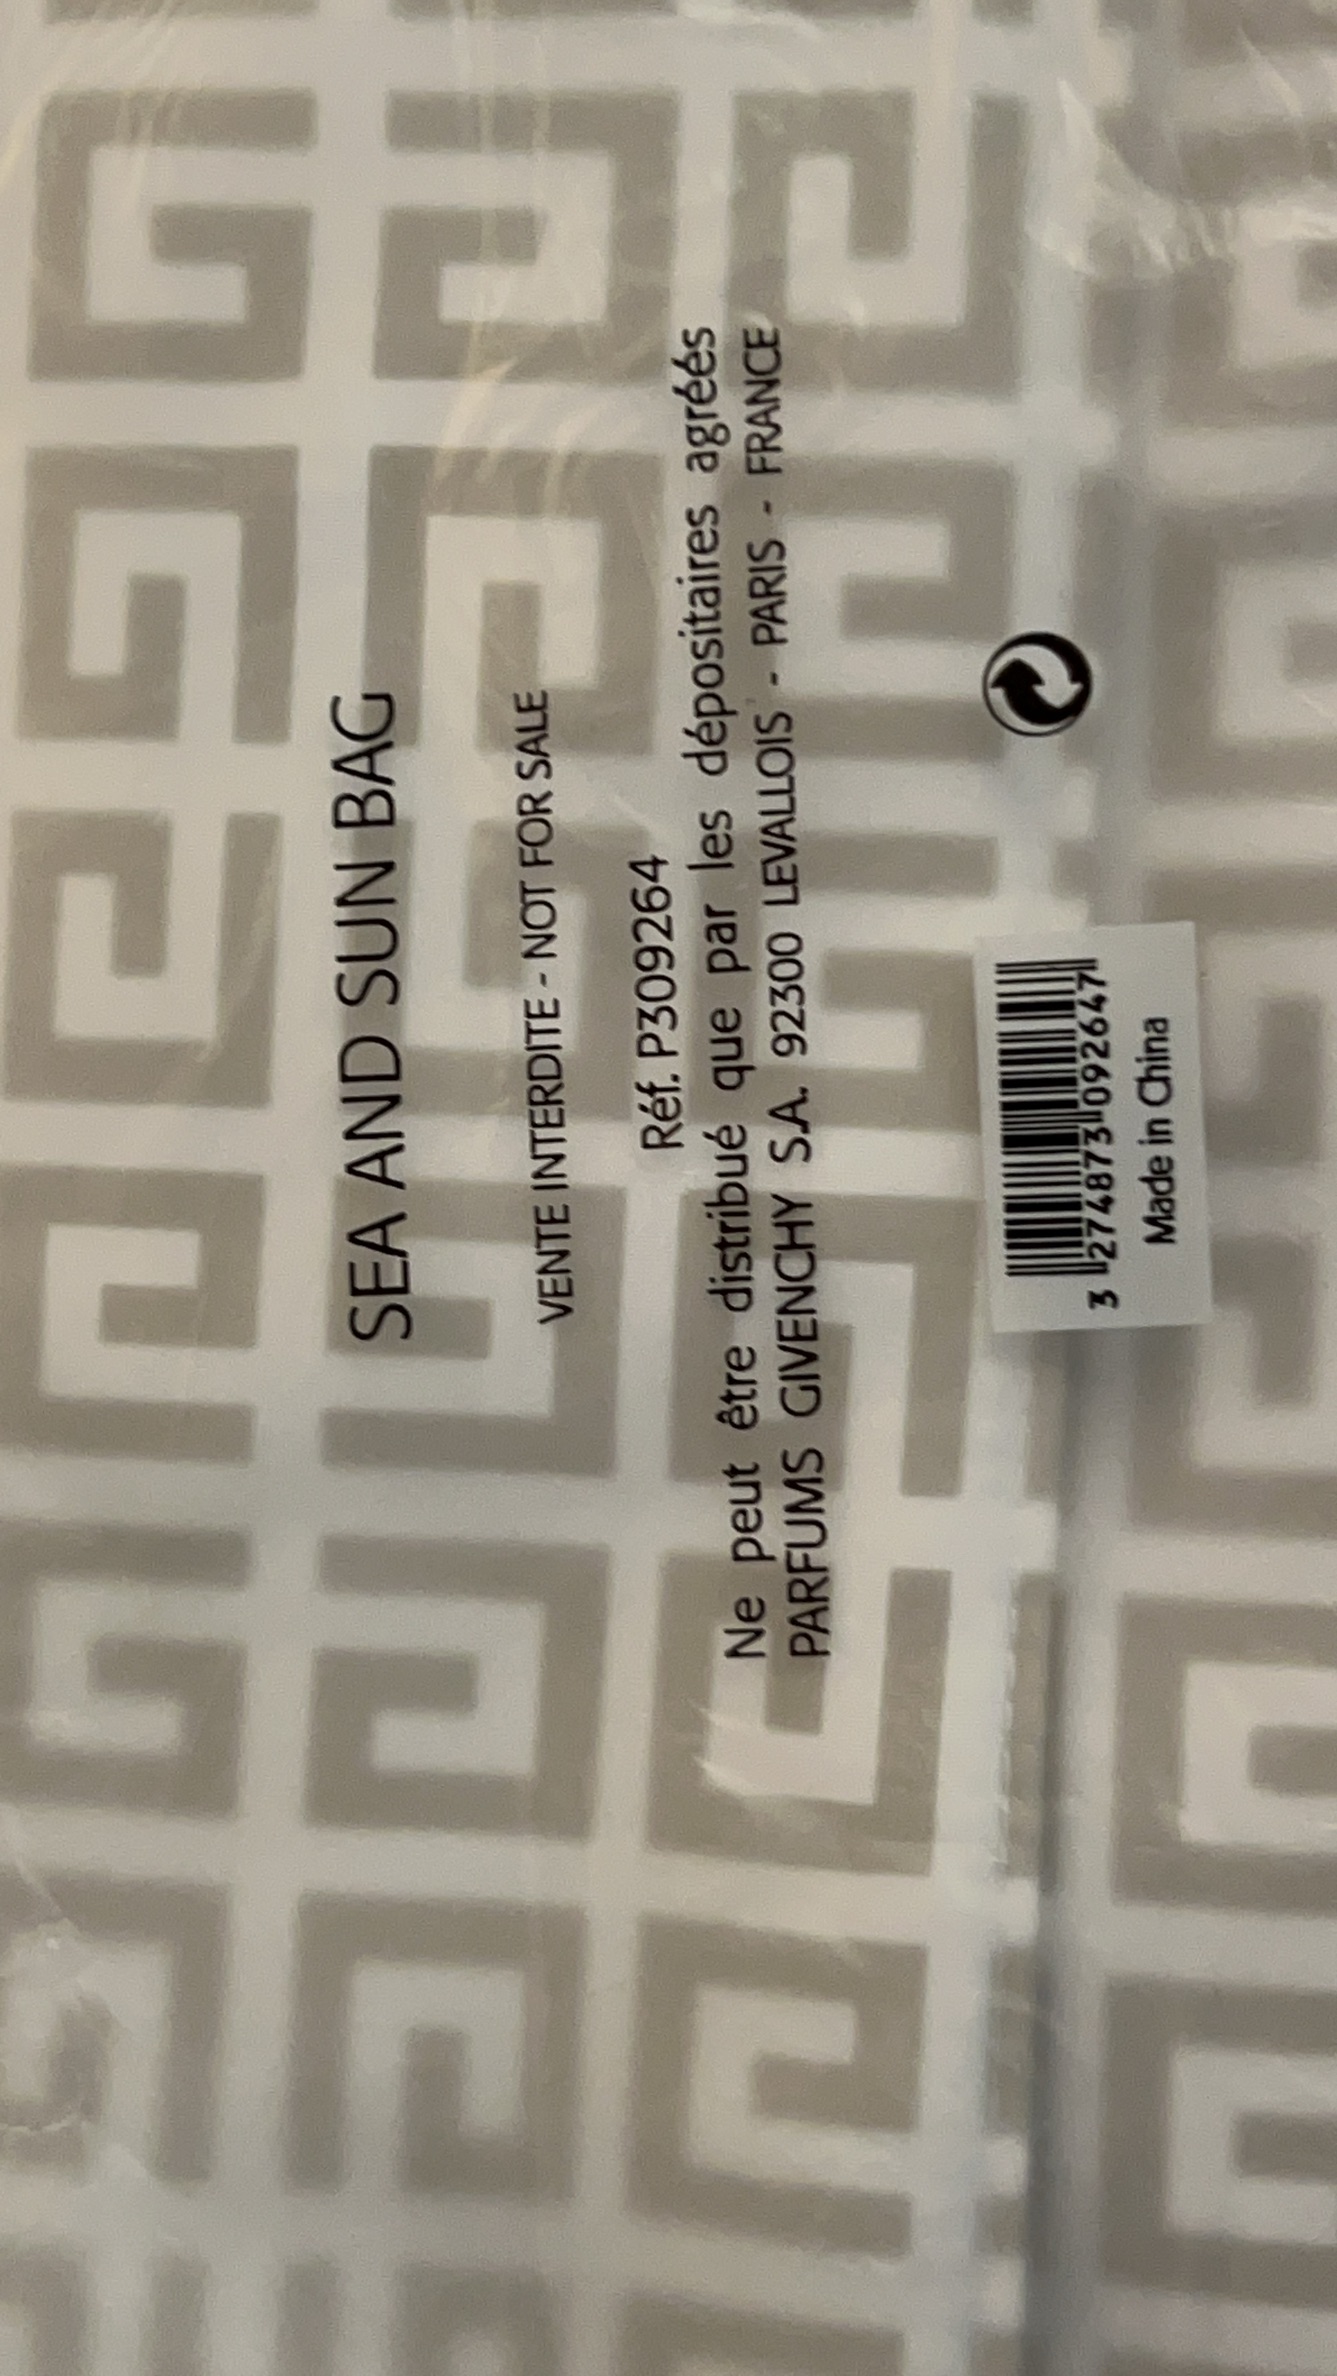 SEA AND SUN BAG
VENTE INTERDITE - NOT FOR SALE
Réf. P309264
Ne peut être distribué que par les dépositaires agréés
PARFUMS GIVENCHY S.A. 92300 LEVALLOIS - PARIS - FRANCE
3 274873 092647
Made in China